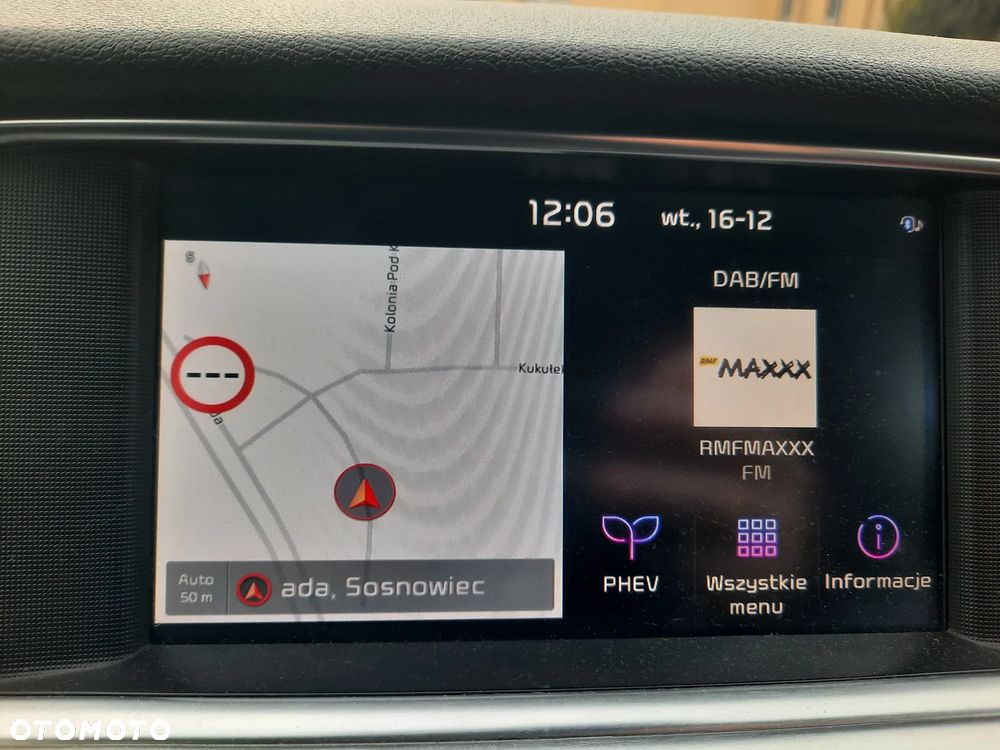 12:06 wt., 16-12
S
DAB/FM
Kolonia Pod K
---
Kukułe
RMF MAXXX
RMFMAXXX
FM
PHEV
Wszystkie
menu
Informacje
Auto
50 m
ada, Sosnowiec
OTOMOTO